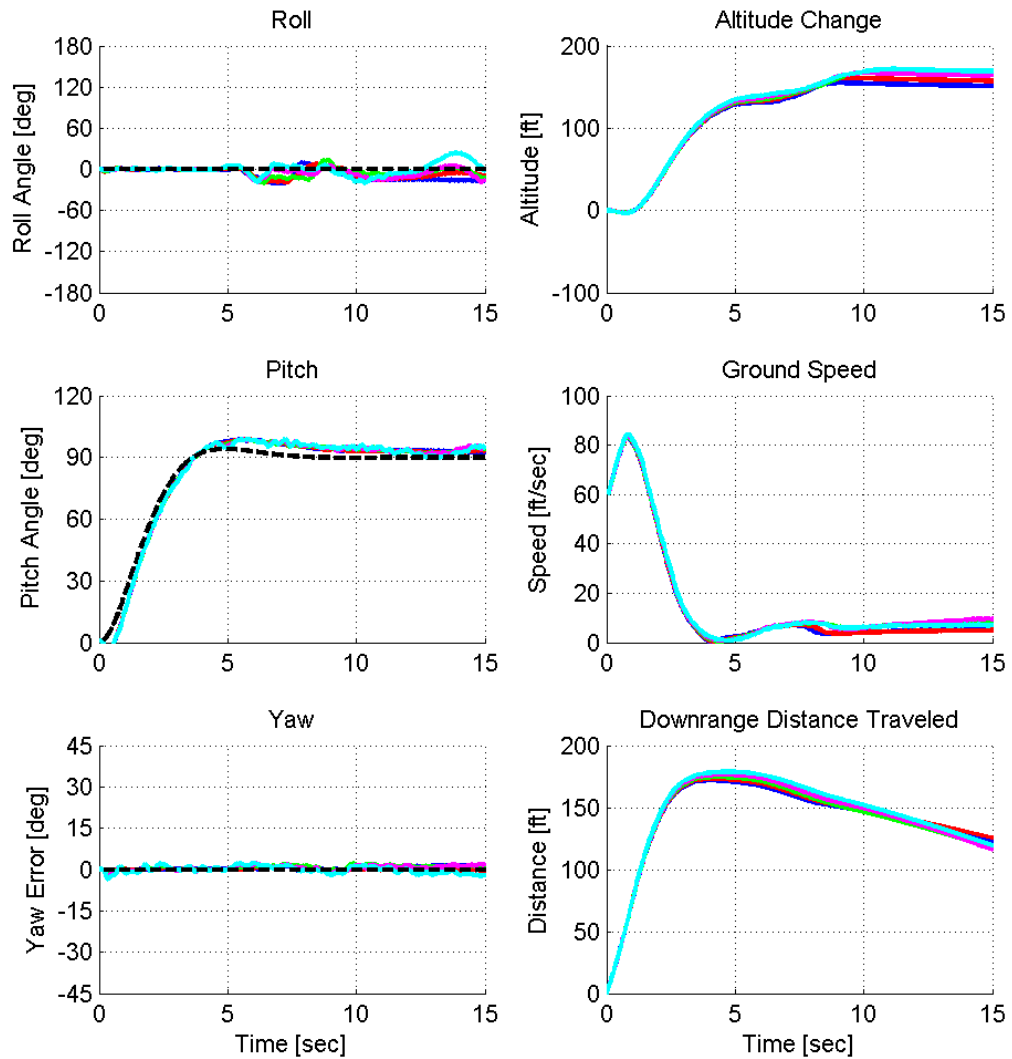 Roll
180
120
60
0
-60
-120
-180
Roll Angle [deg]
0 5 10 15
Altitude Change
200
100
0
-100
Altitude [ft]
0 5 10 15
Pitch
120
90
60
30
0
Pitch Angle [deg]
0 5 10 15
Ground Speed
100
80
60
40
20
0
Speed [ft/sec]
0 5 10 15
Yaw
45
30
15
0
-15
-30
-45
Yaw Error [deg]
0 5 10 15
Time [sec]
Downrange Distance Traveled
200
150
100
50
0
Distance [ft]
0 5 10 15
Time [sec]